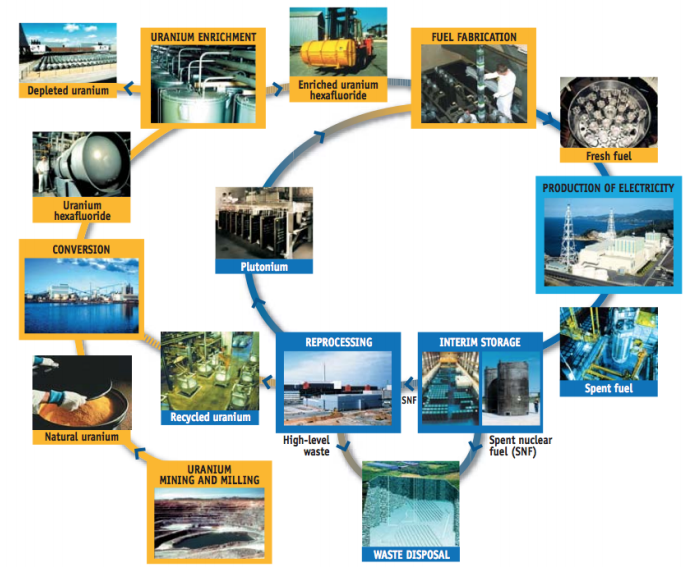 URANIUM ENRICHMENT
FUEL FABRICATION
Depleted uranium
Enriched uranium
hexafluoride
Fresh fuel
Uranium
hexafluoride
PRODUCTION OF ELECTRICITY
CONVERSION
Plutonium
REPROCESSING
INTERIM STORAGE
Spent fuel
SNF
Recycled uranium
Natural uranium
High-level
waste
Spent nuclear
fuel (SNF)
URANIUM
MINING AND MILLING
WASTE DISPOSAL